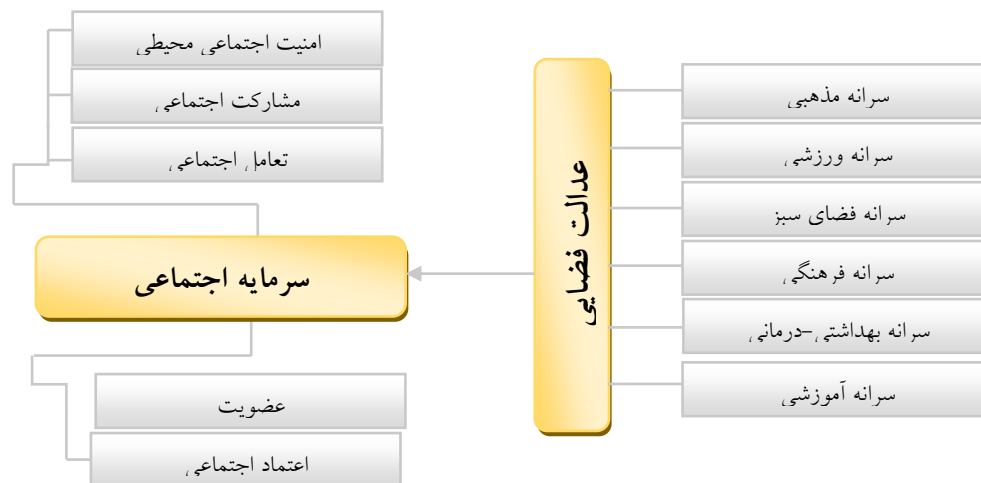 سرانه مذهبی
سرانه ورزشی
سرانه فضای سبز
سرانه فرهنگی
سرانه بهداشتی-درمانی
سرانه آموزشی
عدالت فضایی
امنیت اجتماعی محیطی
مشارکت اجتماعی
تعامل اجتماعی
سرمایه اجتماعی
عضویت
اعتماد اجتماعی